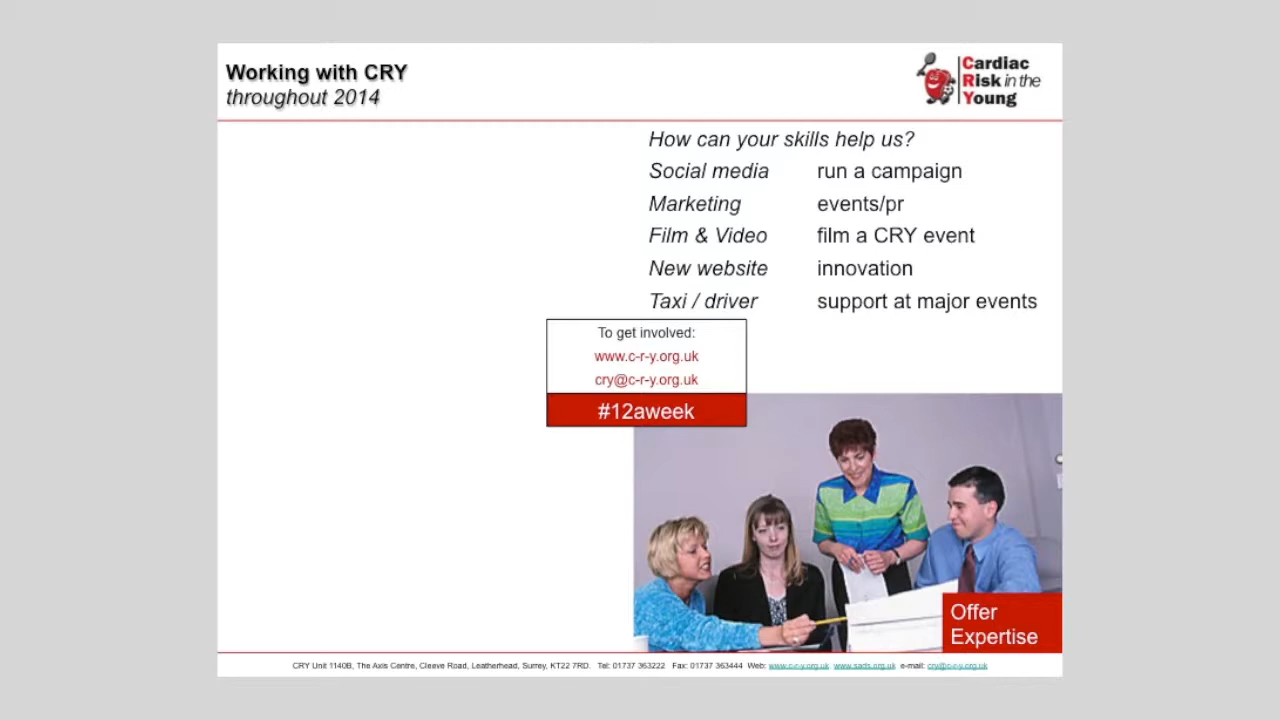 Working with CRY
throughout 2014
Cardiac
Risk in the
Young
How can your skills help us?
Social media run a campaign
Marketing events/pr
Film & Video film a CRY event
New website innovation
Taxi / driver support at major events
To get involved:
www.c-r-y.org.uk
cry@c-r-y.org.uk
#12aweek
Offer
Expertise
CRY Unit 1140B, The Axis Centre, Cleeve Road, Leatherhead, Surrey, KT22 7RD. Tel: 01737 363222 Fax: 01737 363444 Web: www.c-r-y.org.uk www.sads.org.uk e-mail: cry@c-r-y.org.uk